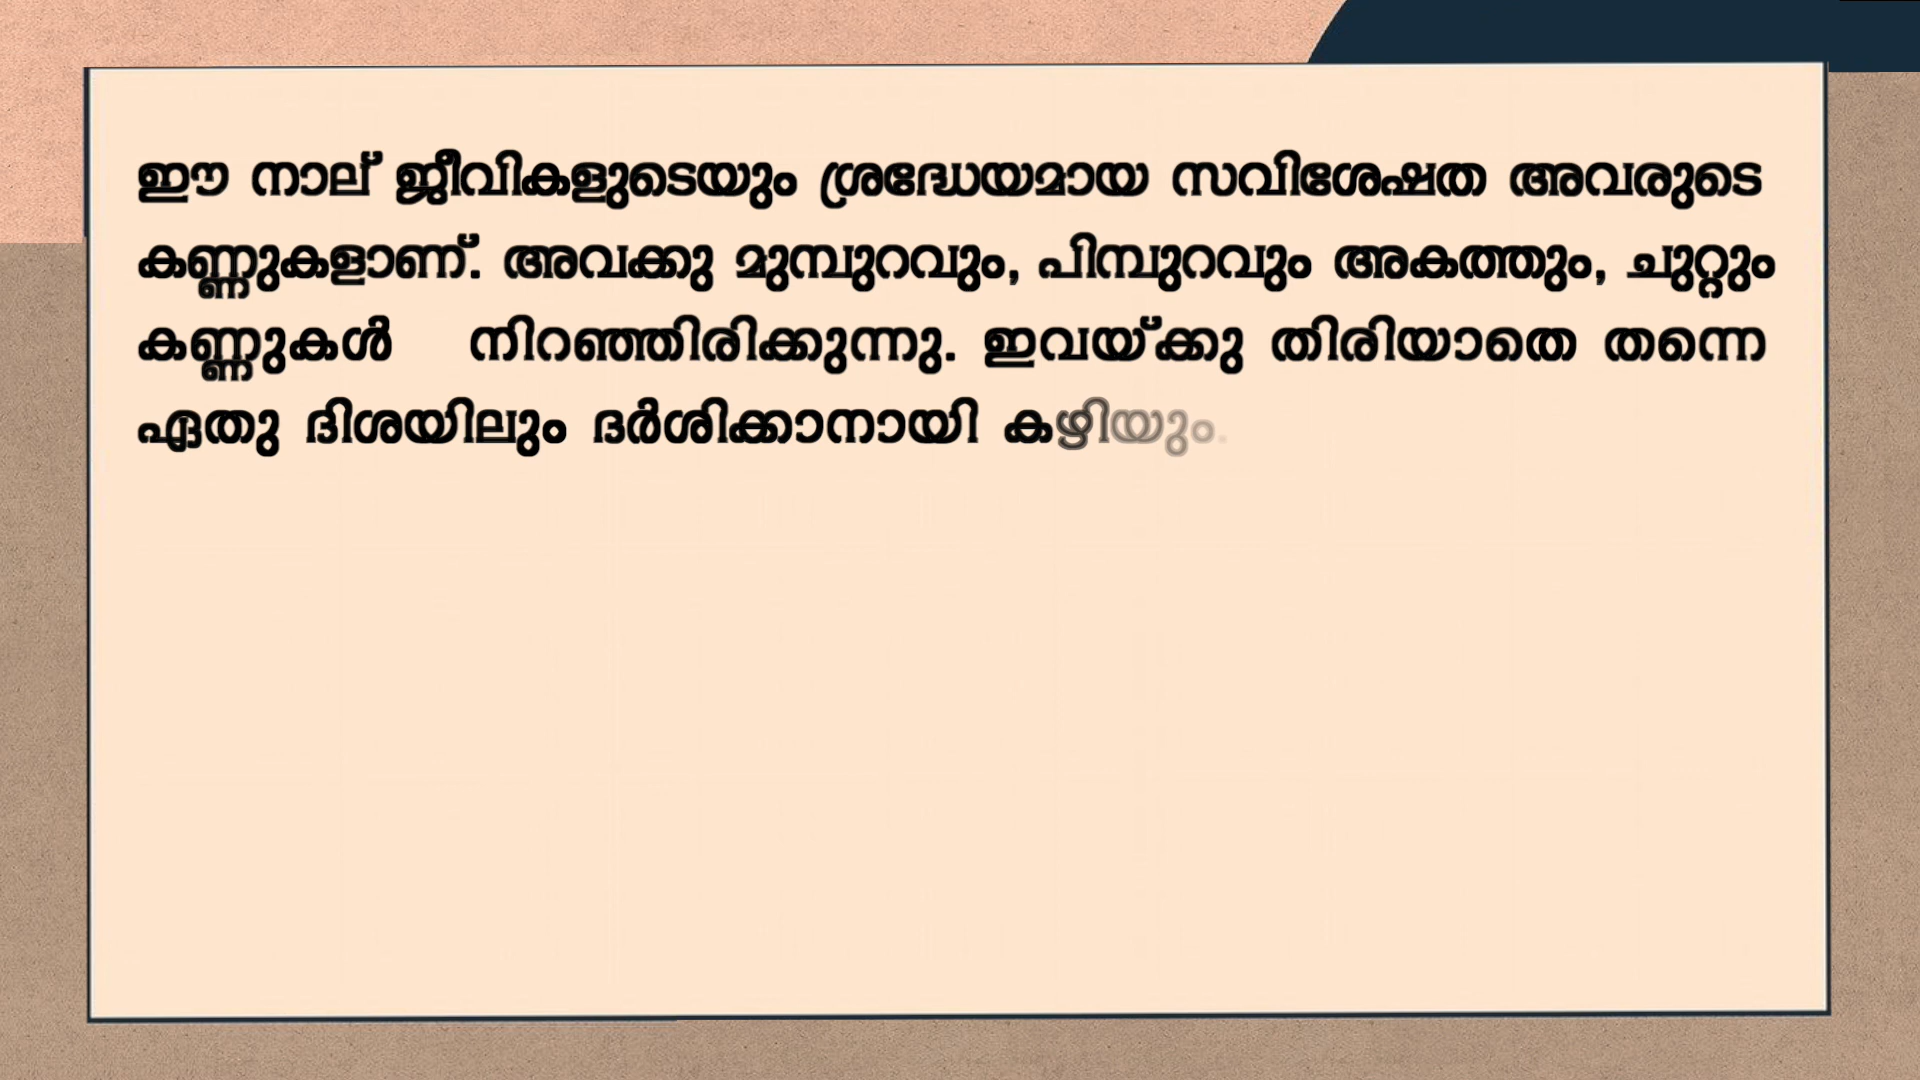 ഈ നാല് ജീവികളുടെയും ശ്രദ്ധേയമായ സവിശേഷത അവരുടെ
കണ്ണുകളാണ്. അവക്കു മുമ്പുറവും, പിമ്പുറവും അകത്തും, ചുറ്റും
കണ്ണുകൾ നിറഞ്ഞിരിക്കുന്നു. ഇവയ്ക്കു തിരിയാതെ തന്നെ
ഏതു ദിശയിലും ദർശിക്കാനായി കഴിയും.